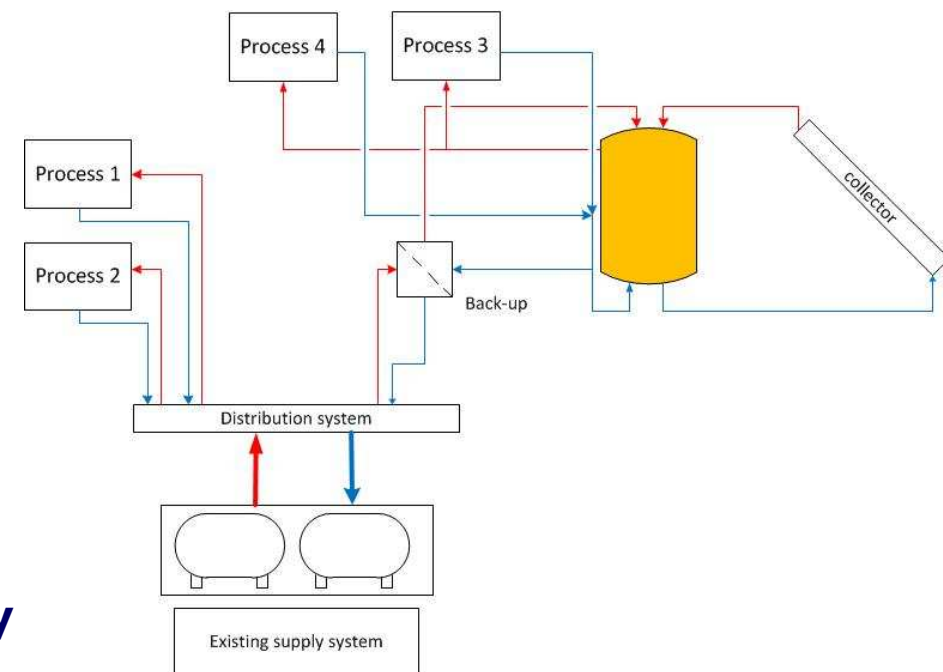 Process 4
Process 3
Process 1
collector
Process 2
Back-up
Distribution system
Existing supply system
y